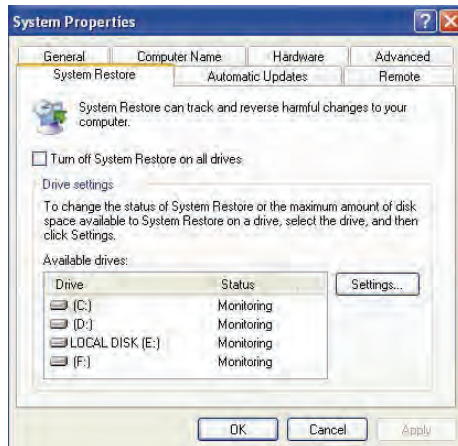 System Properties
General Computer Name Hardware Advanced
System Restore Automatic Updates Remote
System Restore can track and reverse harmful changes to your
computer.
Turn off System Restore on all drives
Drive settings
To change the status of System Restore or the maximum amount of disk
space available to System Restore on a drive, select the drive, and then
click Settings.
Available drives:
Drive Status
(C:) Monitoring
(D:) Monitoring
LOCAL DISK (E:) Monitoring
(F:) Monitoring
Settings...
OK Cancel Apply